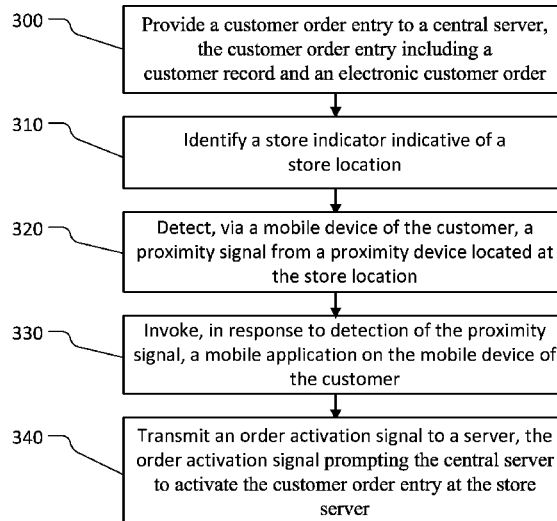 300
Provide a customer order entry to a central server,
the customer order entry including a
customer record and an electronic customer order
310
Identify a store indicator indicative of a
store location
320
Detect, via a mobile device of the customer, a
proximity signal from a proximity device located at
the store location
330
Invoke, in response to detection of the proximity
signal, a mobile application on the mobile device of
the customer
340
Transmit an order activation signal to a server, the
order activation signal prompting the central server
to activate the customer order entry at the store
server